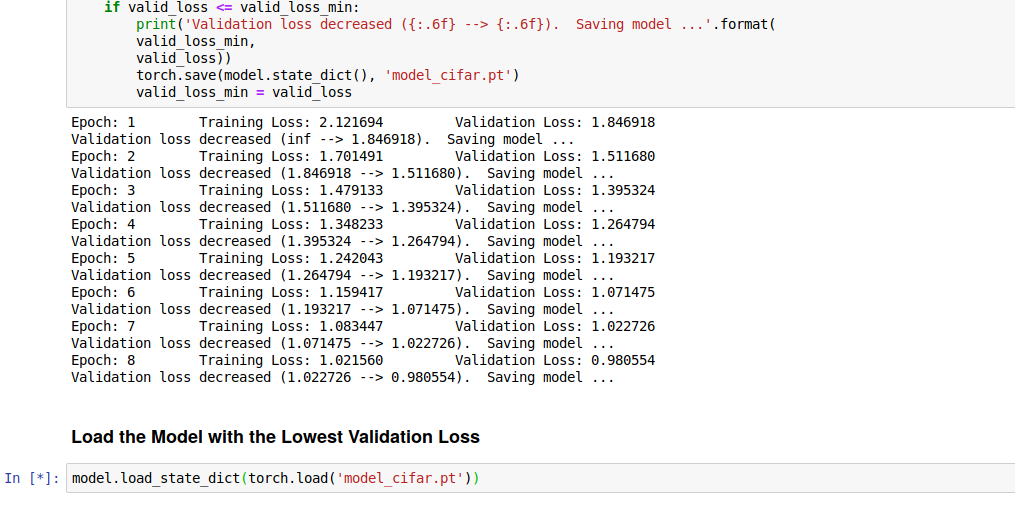 if valid_loss <= valid_loss_min:
print('Validation loss decreased ({:.6f} --> {:.6f}).  Saving model ...'.format(
valid_loss_min,
valid_loss))
torch.save(model.state_dict(), 'model_cifar.pt')
valid_loss_min = valid_loss
Epoch: 1 Training Loss: 2.121694 Validation Loss: 1.846918
Validation loss decreased (inf --> 1.846918).  Saving model ...
Epoch: 2 Training Loss: 1.701491 Validation Loss: 1.511680
Validation loss decreased (1.846918 --> 1.511680).  Saving model ...
Epoch: 3 Training Loss: 1.479133 Validation Loss: 1.395324
Validation loss decreased (1.511680 --> 1.395324).  Saving model ...
Epoch: 4 Training Loss: 1.348233 Validation Loss: 1.264794
Validation loss decreased (1.395324 --> 1.264794).  Saving model ...
Epoch: 5 Training Loss: 1.242043 Validation Loss: 1.193217
Validation loss decreased (1.264794 --> 1.193217).  Saving model ...
Epoch: 6 Training Loss: 1.159417 Validation Loss: 1.071475
Validation loss decreased (1.193217 --> 1.071475).  Saving model ...
Epoch: 7 Training Loss: 1.083447 Validation Loss: 1.022726
Validation loss decreased (1.071475 --> 1.022726).  Saving model ...
Epoch: 8 Training Loss: 1.021560 Validation Loss: 0.980554
Validation loss decreased (1.022726 --> 0.980554).  Saving model ...
Load the Model with the Lowest Validation Loss
In [*]: model.load_state_dict(torch.load('model_cifar.pt'))